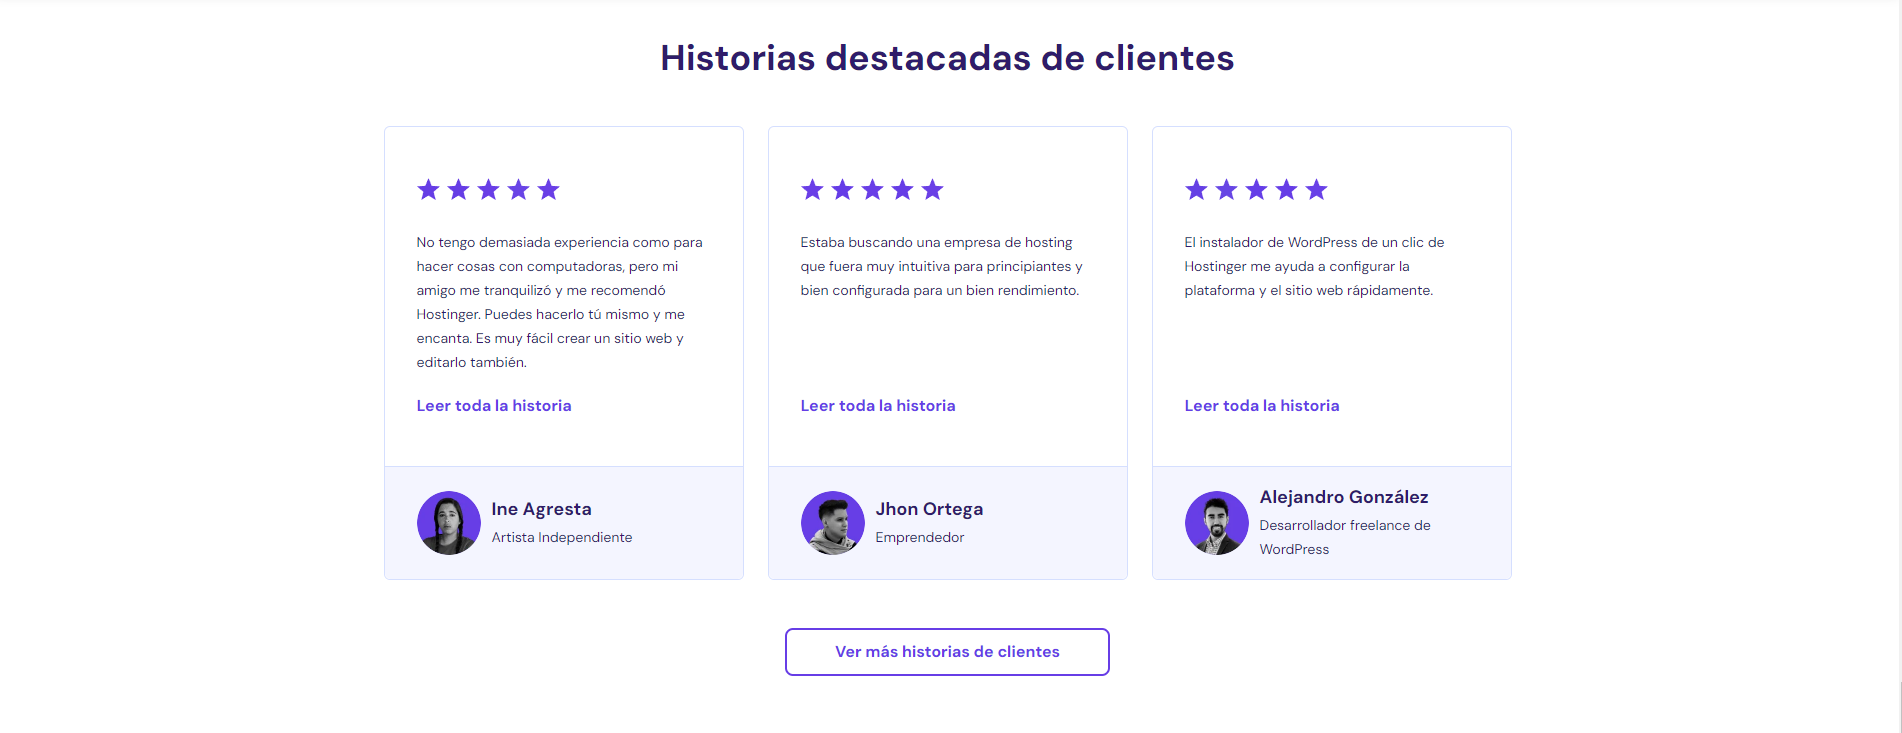 Historias destacadas de clientes
No tengo demasiada experiencia como para
hacer cosas con computadoras, pero mi
amigo me tranquilizó y me recomendó
Hostinger. Puedes hacerlo tú mismo y me
encanta. Es muy fácil crear un sitio web y
editarlo también.
Leer toda la historia
Ine Agresta
Artista Independiente
Estaba buscando una empresa de hosting
que fuera muy intuitiva para principiantes y
bien configurada para un bien rendimiento.
Leer toda la historia
Jhon Ortega
Emprendedor
El instalador de WordPress de un clic de
Hostinger me ayuda a configurar la
plataforma y el sitio web rápidamente.
Leer toda la historia
Alejandro González
Desarrollador freelance de
WordPress
Ver más historias de clientes